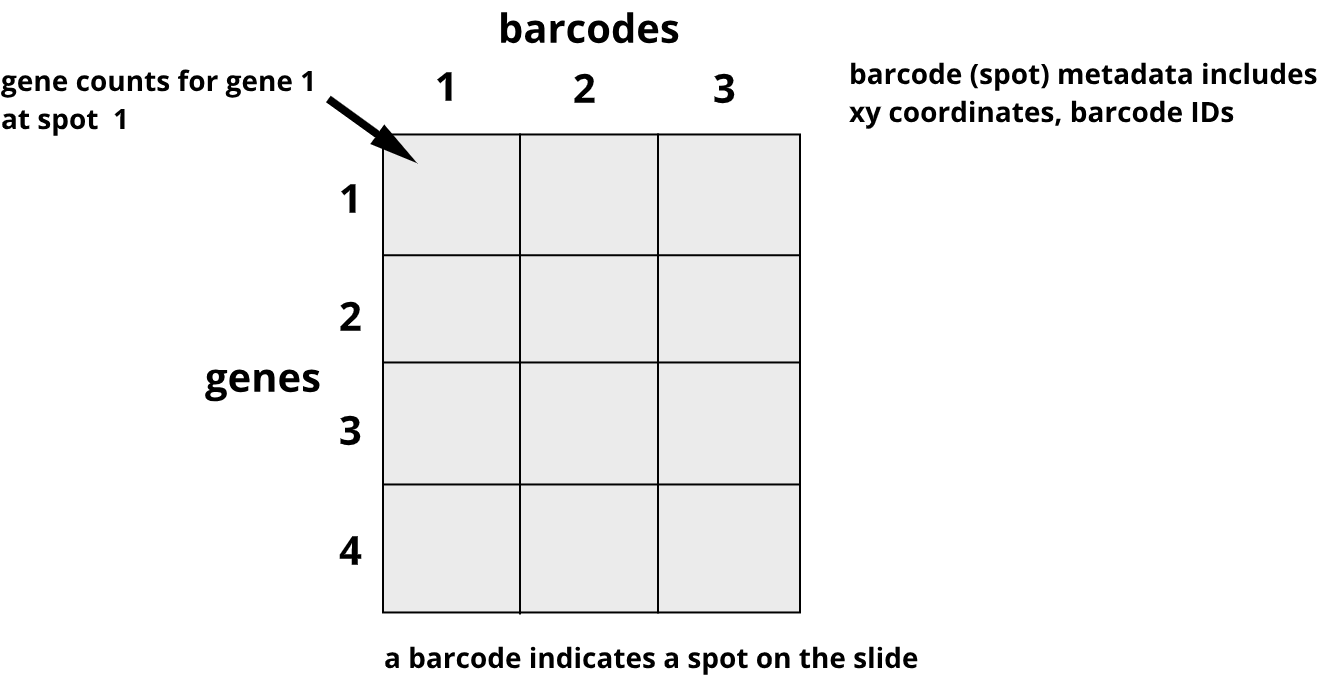 barcodes
gene counts for gene 1
at spot 1
1 2 3
barcode (spot) metadata includes
xy coordinates, barcode IDs
1
2
genes
3
4
a barcode indicates a spot on the slide